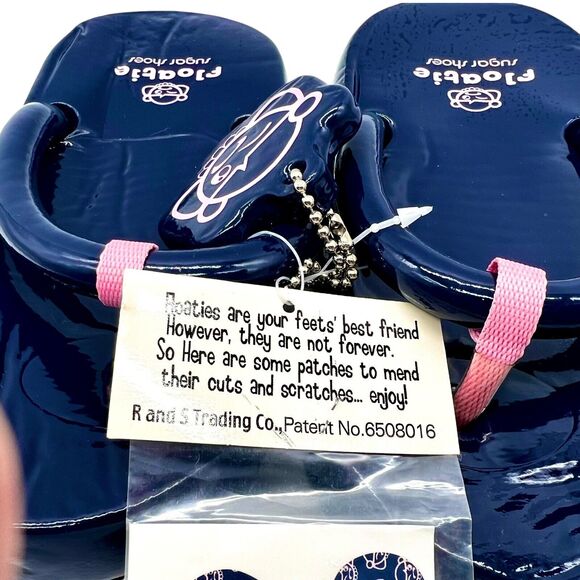 Floatie
sugar shoes
Floatie
sugar shoes
Floaties are your feets' best friend
However, they are not forever.
So Here are some patches to mend
their cuts and scratches... enjoy!
R and S Trading Co., Patent No.6508016